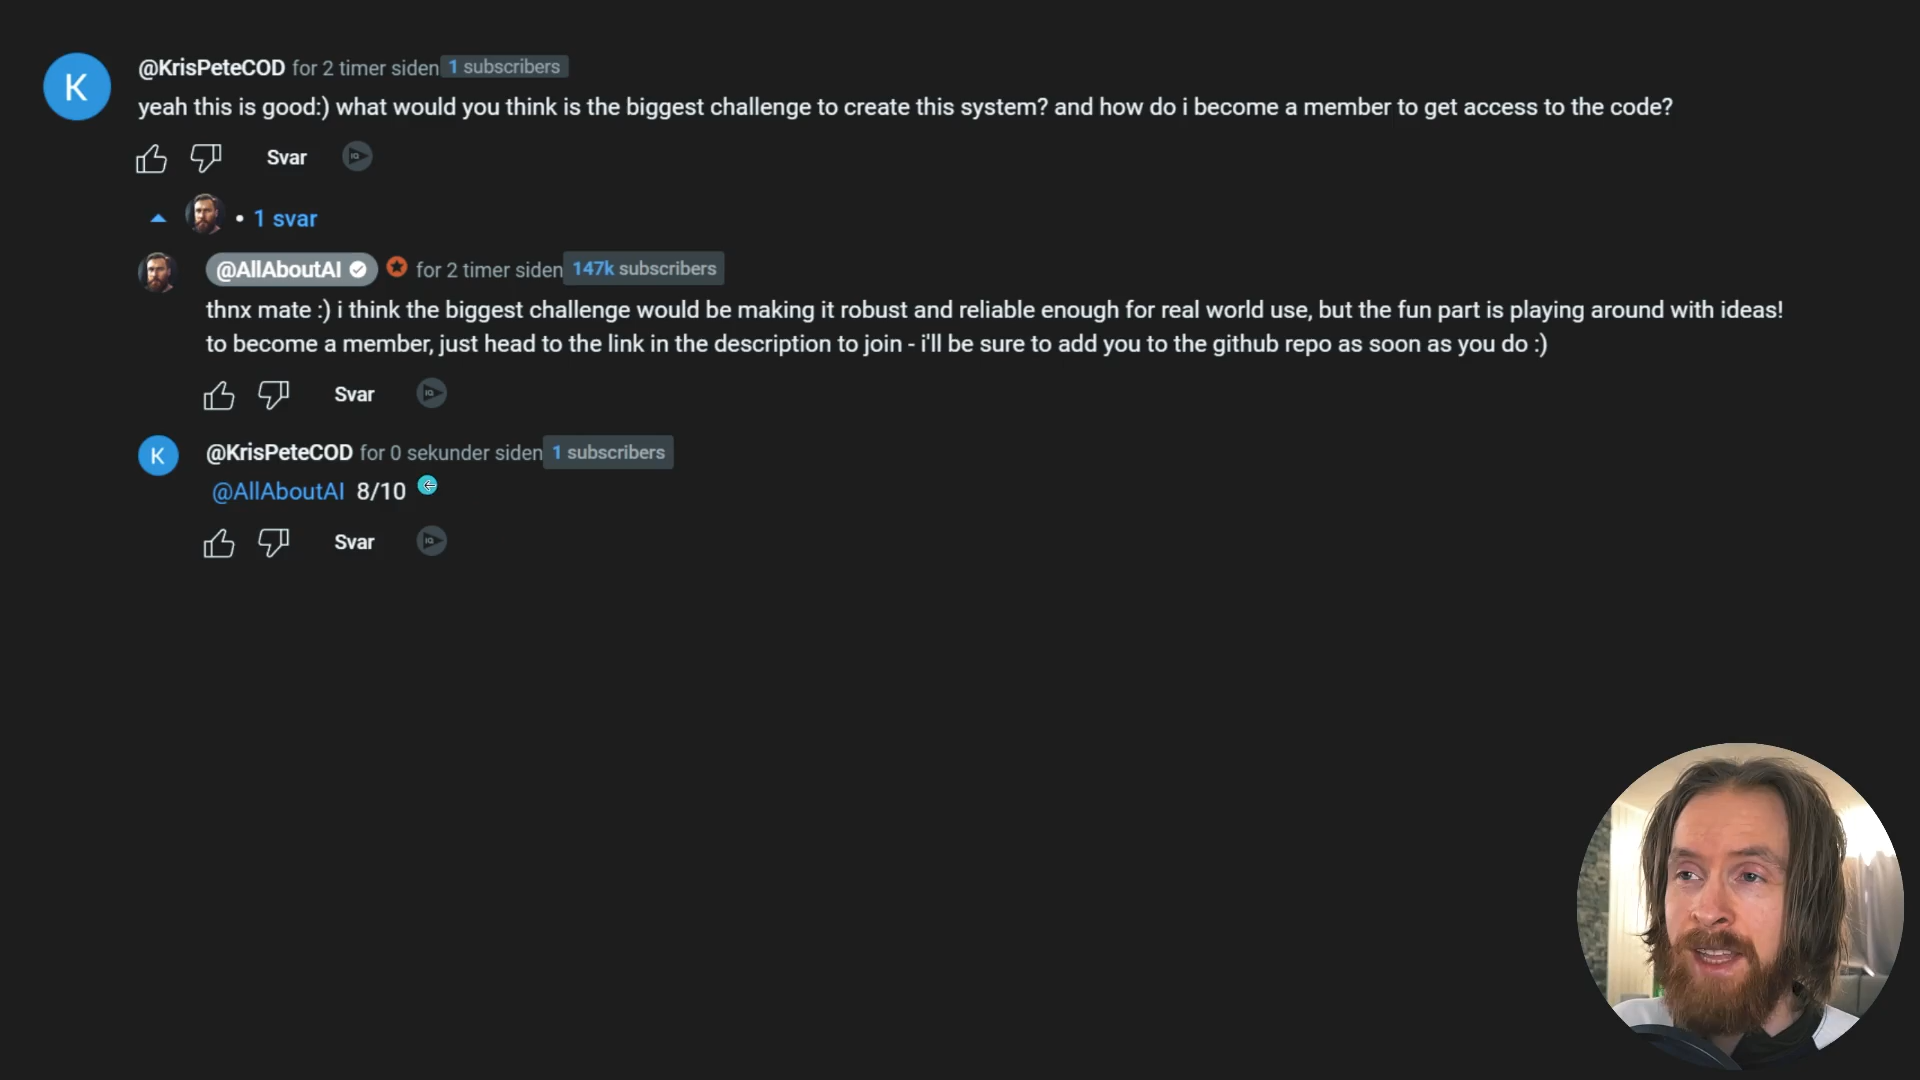 K
@KrisPeteCOD for 2 timer siden 1 subscribers
yeah this is good:) what would you think is the biggest challenge to create this system? and how do i become a member to get access to the code?
Svar IQ
• 1 svar
@AllAboutAI for 2 timer siden 147k subscribers
thnx mate :) i think the biggest challenge would be making it robust and reliable enough for real world use, but the fun part is playing around with ideas!
to become a member, just head to the link in the description to join - i'll be sure to add you to the github repo as soon as you do :)
Svar IQ
K
@KrisPeteCOD for 0 sekunder siden 1 subscribers
@AllAboutAI 8/10
Svar IQ